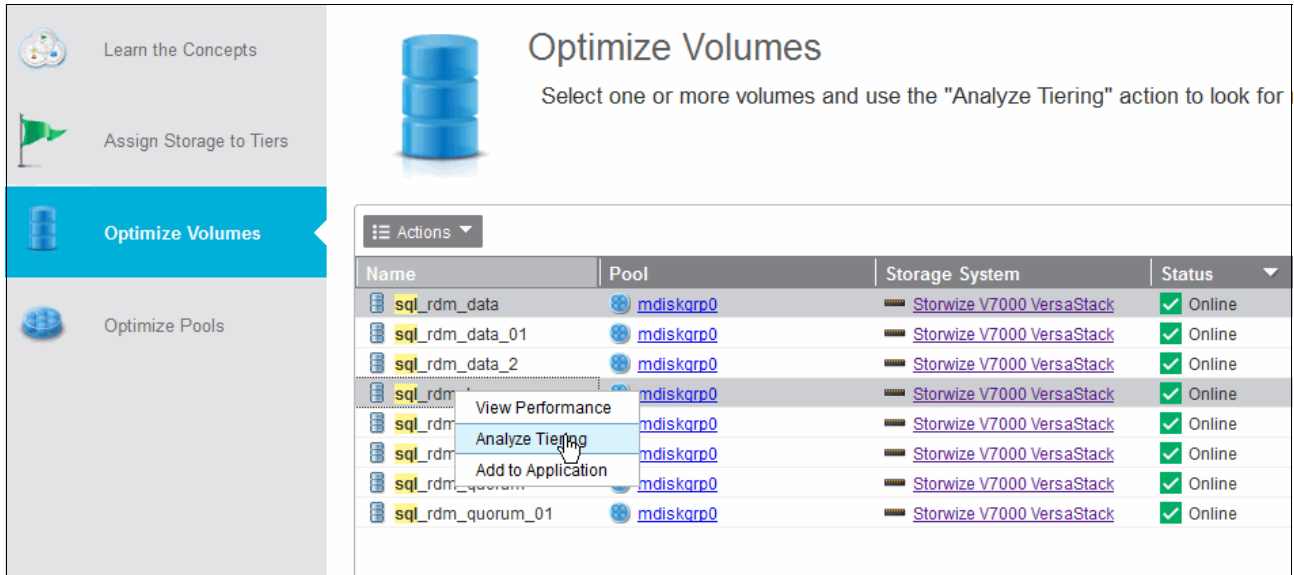 Learn the Concepts
Assign Storage to Tiers
Optimize Volumes
Optimize Pools
Optimize Volumes
Select one or more volumes and use the "Analyze Tiering" action to look for
Actions
Name Pool Storage System Status
sql_rdm_data mdiskgrp0 Storwize V7000 VersaStack Online
sql_rdm_data_01 mdiskgrp0 Storwize V7000 VersaStack Online
sql_rdm_data_2 mdiskgrp0 Storwize V7000 VersaStack Online
sql_rdm mdiskgrp0 Storwize V7000 VersaStack Online
sql_rdm mdiskgrp0 Storwize V7000 VersaStack Online
sql_rdm mdiskgrp0 Storwize V7000 VersaStack Online
sql_rdm_quorum mdiskgrp0 Storwize V7000 VersaStack Online
sql_rdm_quorum_01 mdiskgrp0 Storwize V7000 VersaStack Online
View Performance
Analyze Tiering
Add to Application